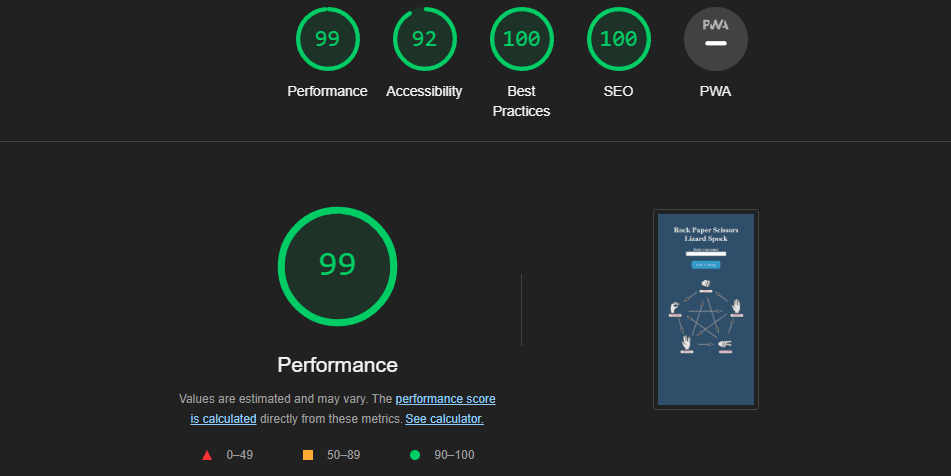 99 92 100 100 PWA
Performance Accessibility Best Practices SEO PWA
99
Rock Paper Scissors
Lizard Spock
Performance
Values are estimated and may vary. The performance score
is calculated directly from these metrics. See calculator.
0–49 50–89 90–100